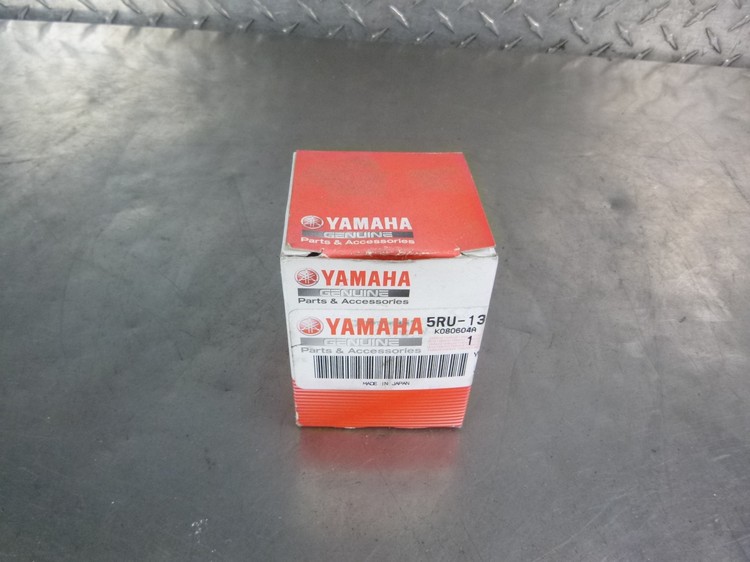 YAMAHA
GENUINE
Parts & Accessories
YAMAHA
GENUINE
Parts & Accessories
YAMAHA 5RU-13
GENUINE K080604A
Parts & Accessories 1
MADE IN JAPAN